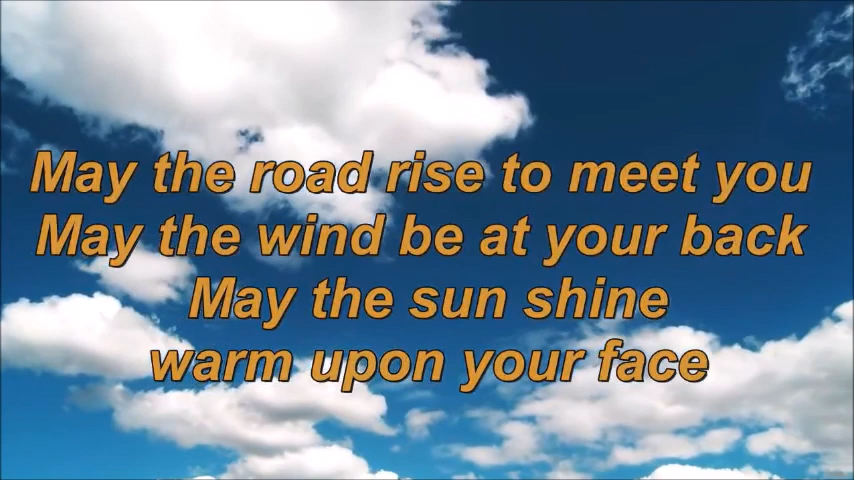 May the road rise to meet you
May the wind be at your back
May the sun shine
warm upon your face